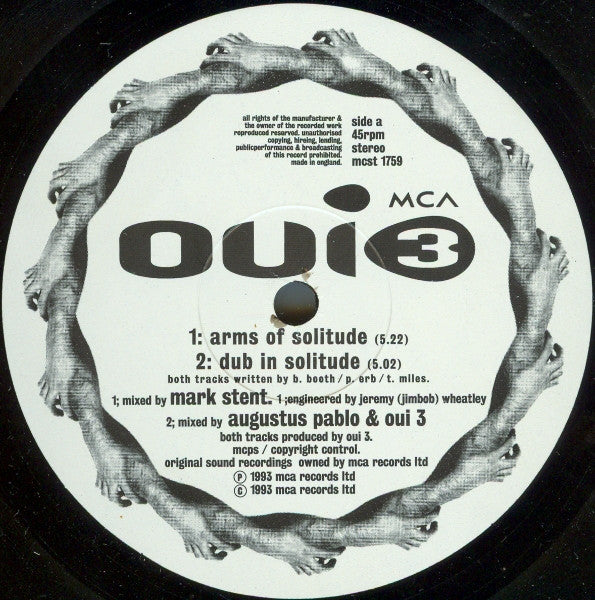 all rights of the manufacturer &
the owner of the recorded work
reproduced reserved. unauthorised
copying, hireing, lending,
publicperformance & broadcasting
of this record prohibited.
made in england.
side a
45rpm
stereo
mcst 1759
MCA
oui 3
1: arms of solitude (5.22)
2: dub in solitude (5.02)
both tracks written by b. booth / p. erb / t. miles.
1; mixed by mark stent. 1 ;engineered by jeremy (jimbob) wheatley
2; mixed by augustus pablo & oui 3
both tracks produced by oui 3.
mcps / copyright control.
original sound recordings owned by mca records ltd
Ⓟ 1993 mca records ltd
© 1993 mca records ltd